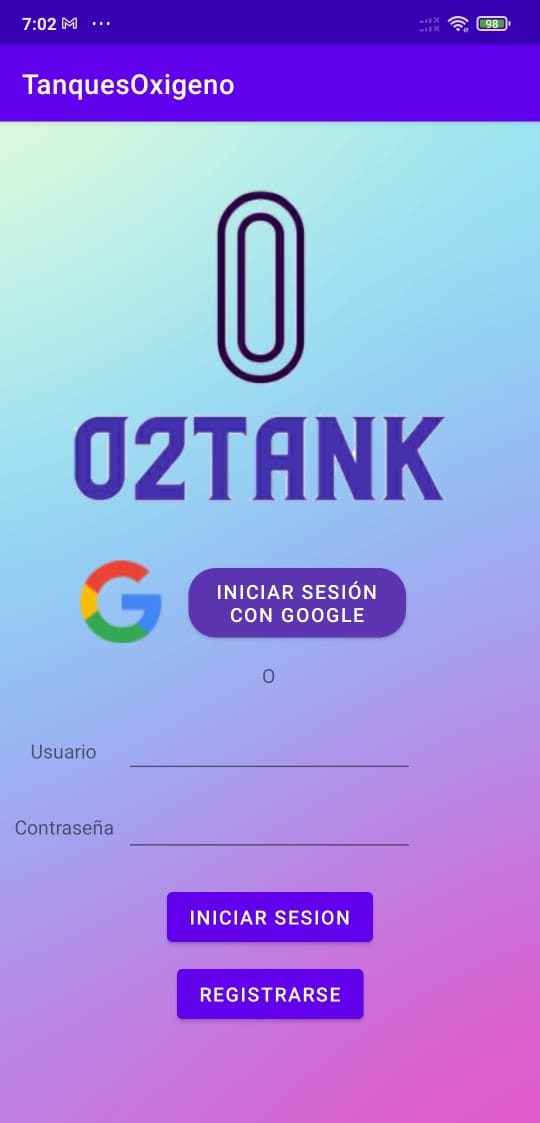 7:02
98
TanquesOxigeno
O2TANK
INICIAR SESIÓN
CON GOOGLE
O
Usuario
Contraseña
INICIAR SESION
REGISTRARSE